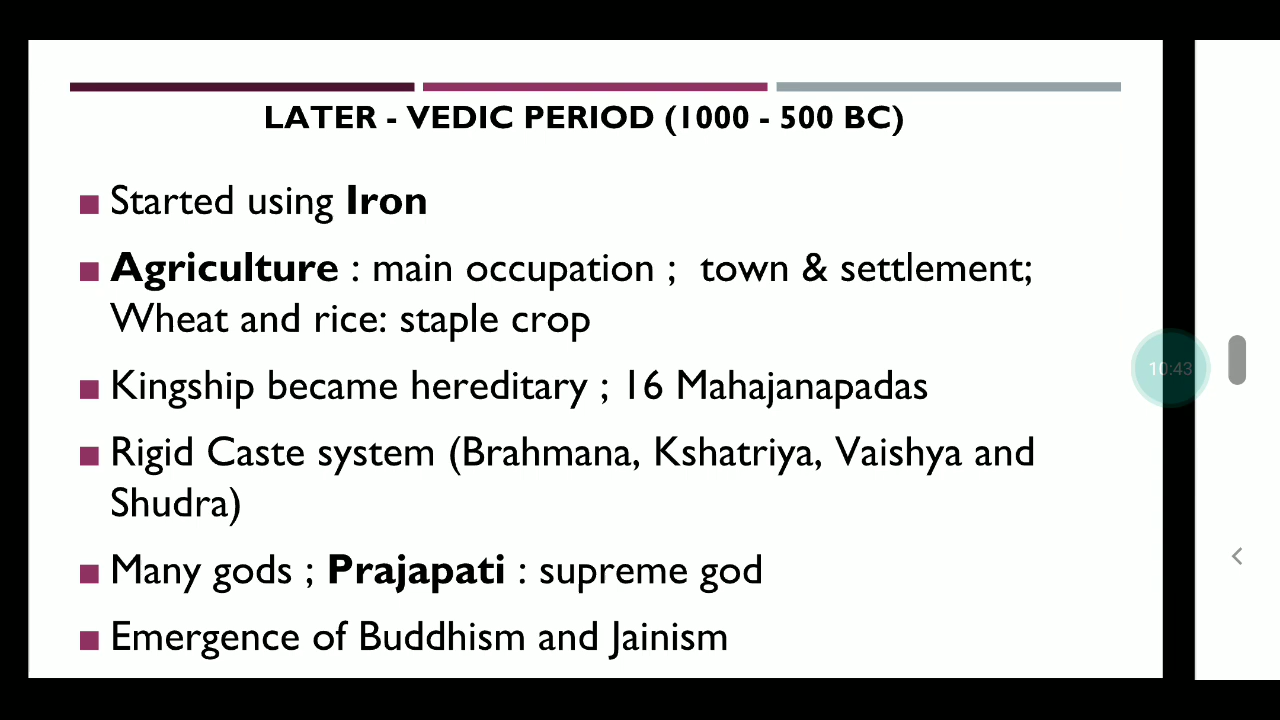 LATER - VEDIC PERIOD (1000 - 500 BC)
■ Started using Iron
■ Agriculture : main occupation ; town & settlement;
Wheat and rice: staple crop
■ Kingship became hereditary ; 16 Mahajanapadas
10:43
■ Rigid Caste system (Brahmana, Kshatriya, Vaishya and
Shudra)
■ Many gods ; Prajapati : supreme god
■ Emergence of Buddhism and Jainism